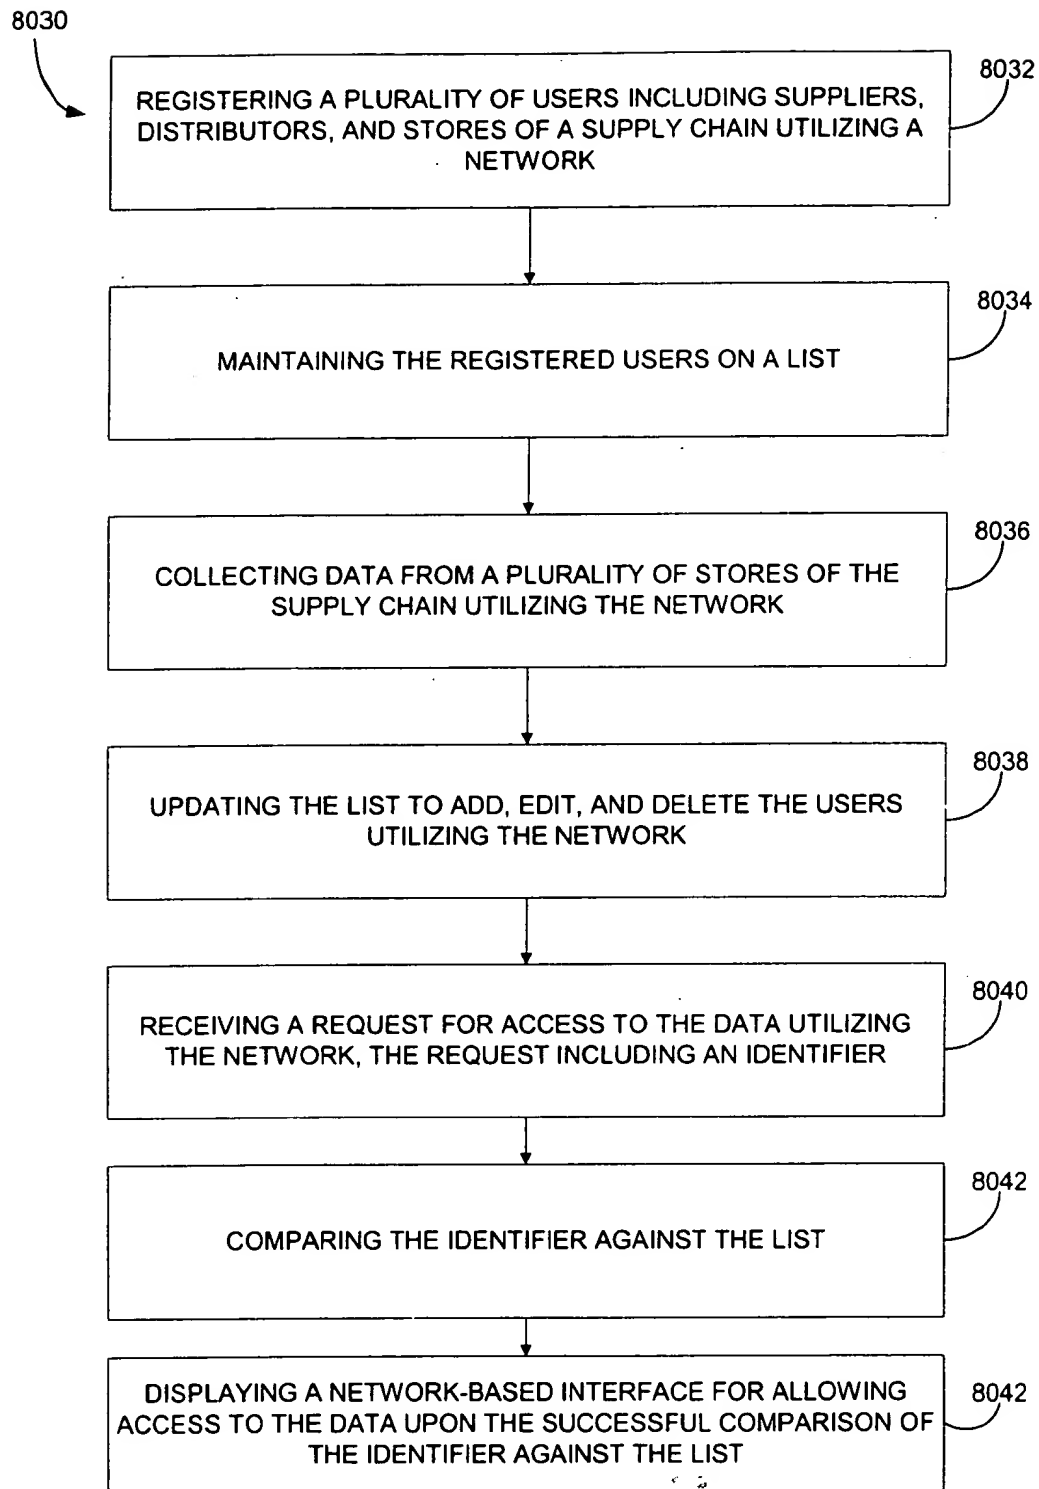 8030
8032
REGISTERING A PLURALITY OF USERS INCLUDING SUPPLIERS,
DISTRIBUTORS, AND STORES OF A SUPPLY CHAIN UTILIZING A
NETWORK
8034
MAINTAINING THE REGISTERED USERS ON A LIST
8036
COLLECTING DATA FROM A PLURALITY OF STORES OF THE
SUPPLY CHAIN UTILIZING THE NETWORK
8038
UPDATING THE LIST TO ADD, EDIT, AND DELETE THE USERS
UTILIZING THE NETWORK
8040
RECEIVING A REQUEST FOR ACCESS TO THE DATA UTILIZING
THE NETWORK, THE REQUEST INCLUDING AN IDENTIFIER
8042
COMPARING THE IDENTIFIER AGAINST THE LIST
8042
DISPLAYING A NETWORK-BASED INTERFACE FOR ALLOWING
ACCESS TO THE DATA UPON THE SUCCESSFUL COMPARISON OF
THE IDENTIFIER AGAINST THE LIST